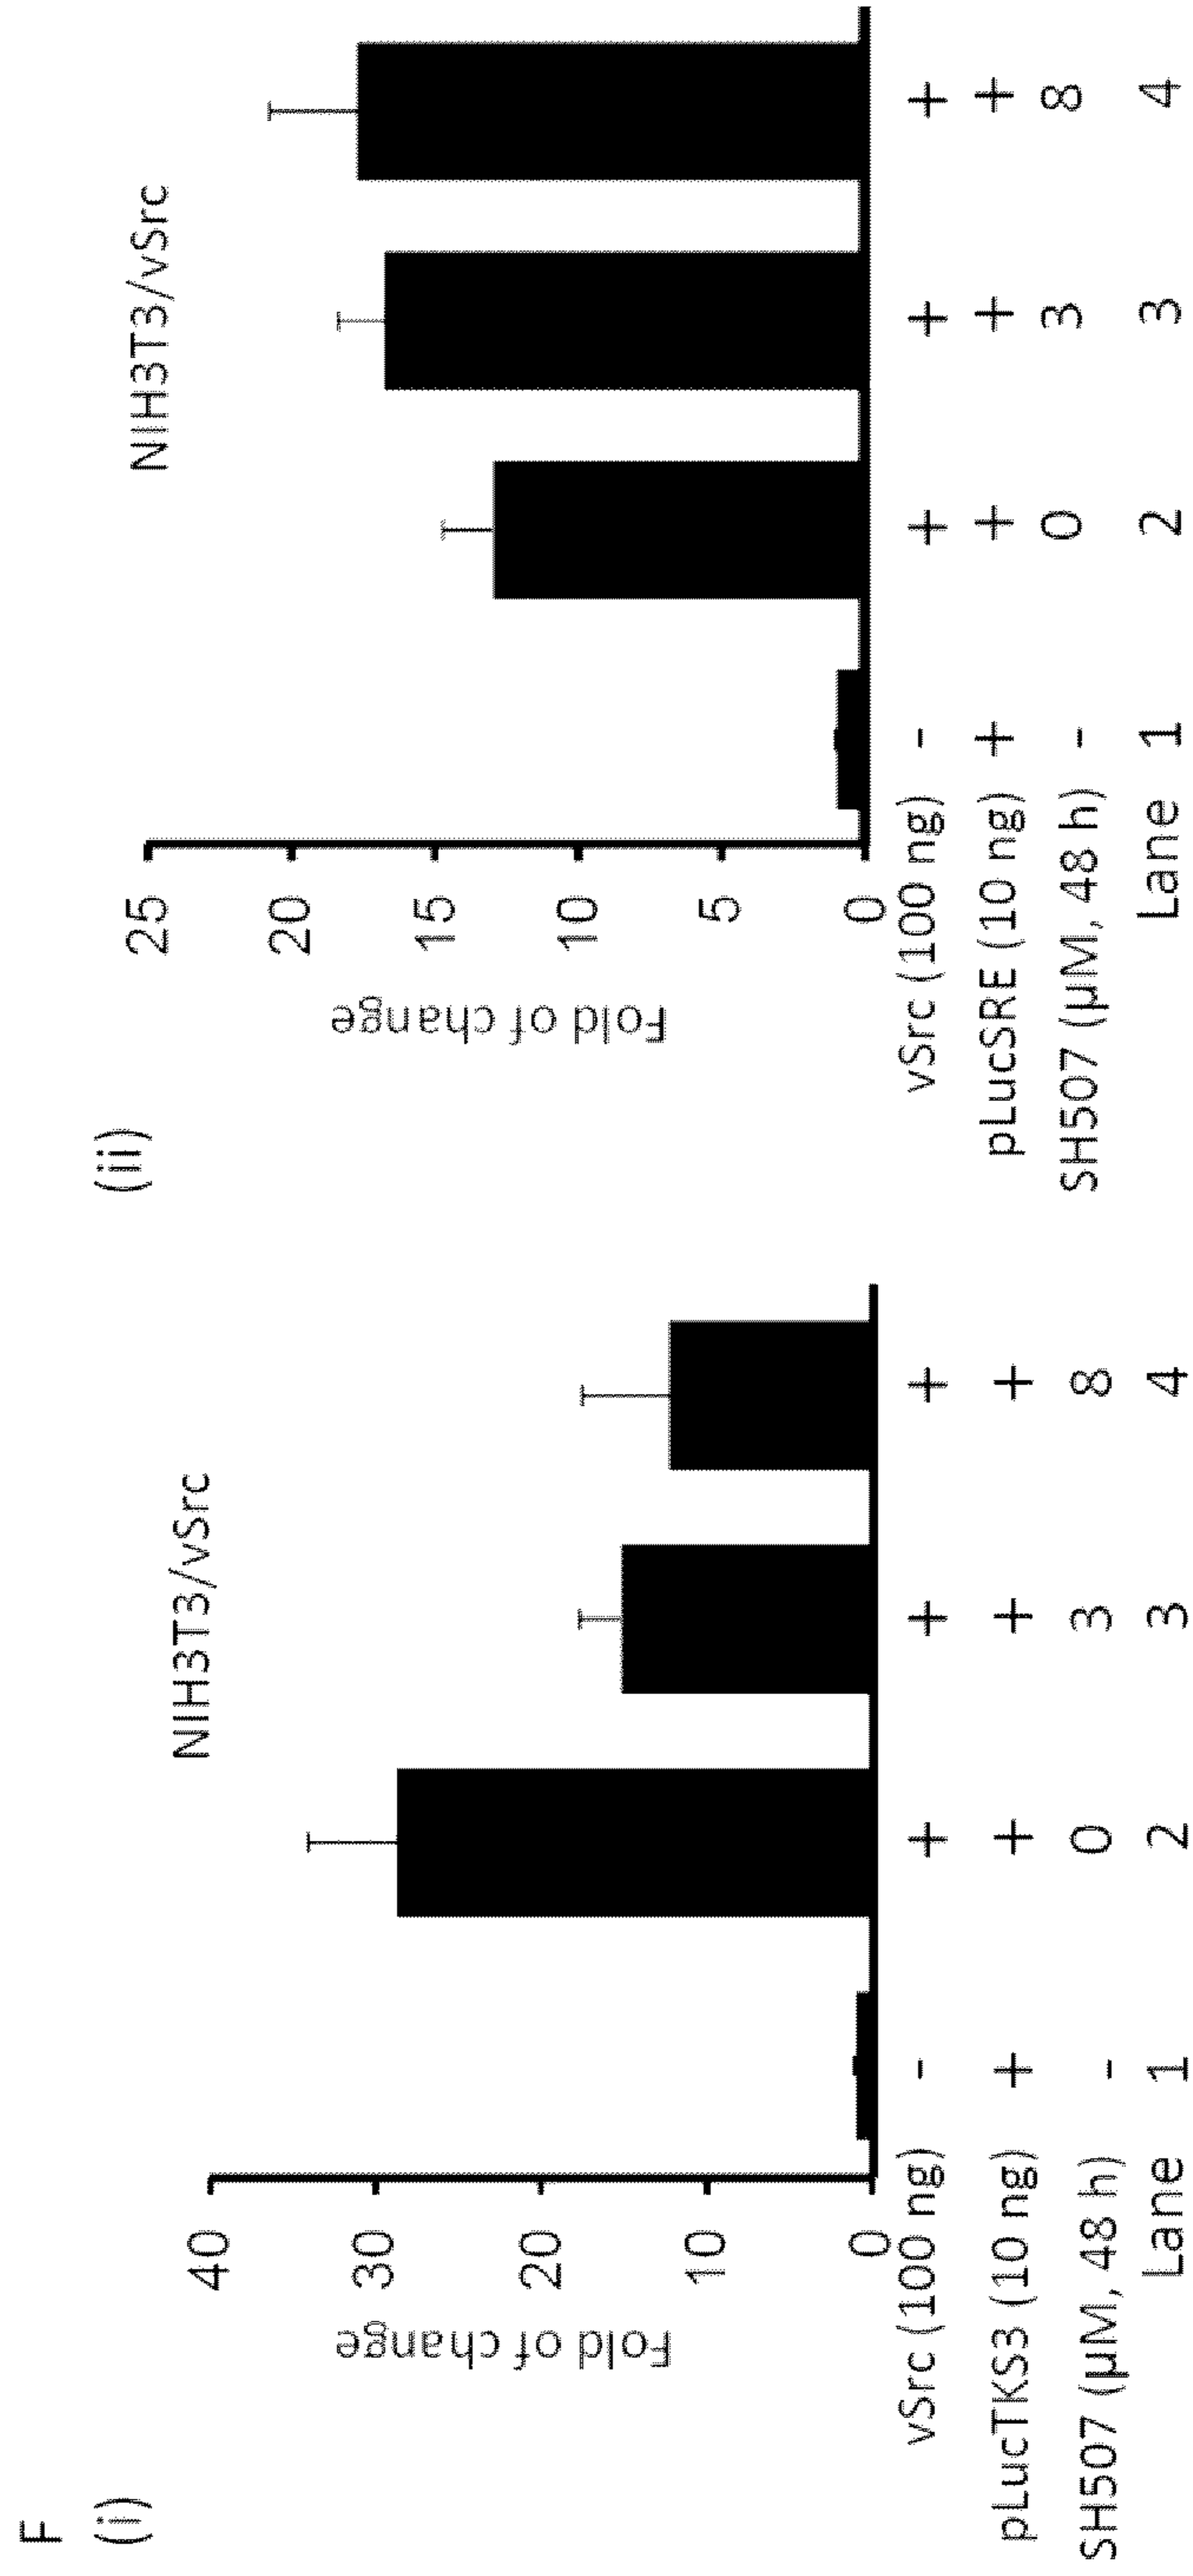 F
(i)
NIH3T3/vSrc
Fold of change
40
30
20
10
0
vSrc (100 ng) - + + +
pLucTKS3 (10 ng) + + + +
SH507 (µM, 48 h) - 0 3 8
Lane 1 2 3 4
(ii)
NIH3T3/vSrc
Fold of change
25
20
15
10
5
0
vSrc (100 ng) - + + +
pLucSRE (10 ng) + + + +
SH507 (µM, 48 h) - 0 3 8
Lane 1 2 3 4